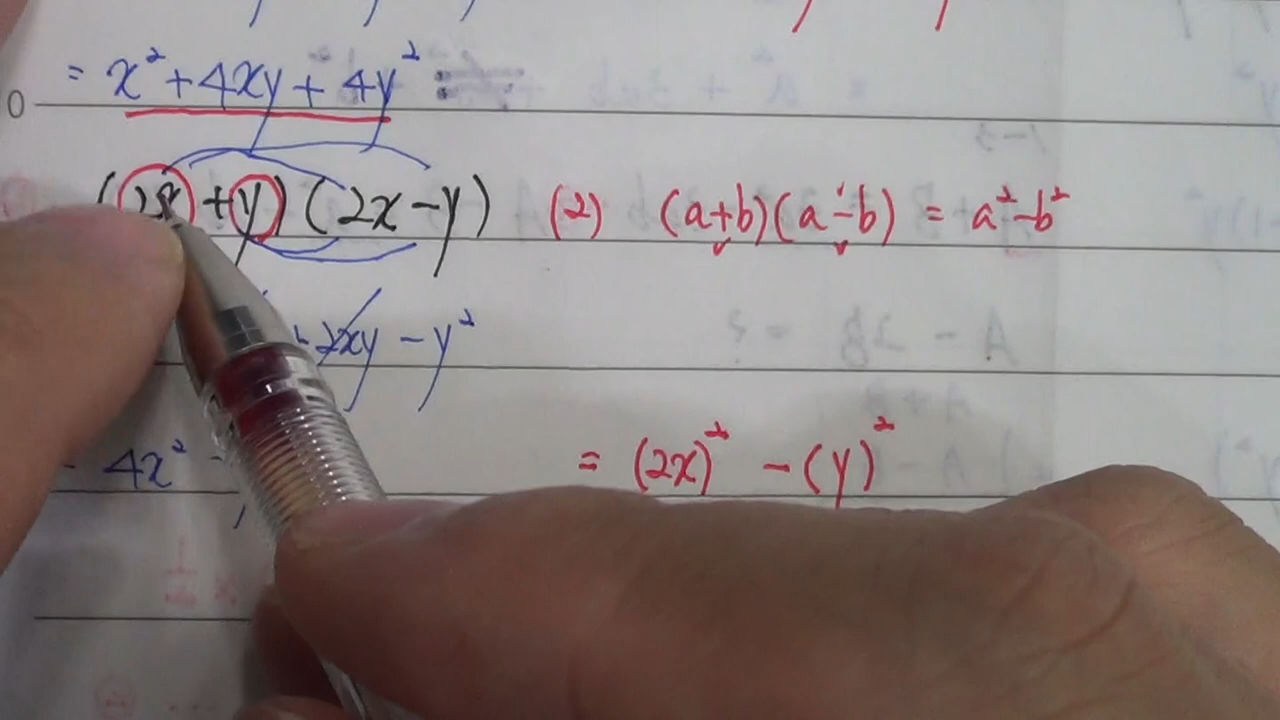 = x² + 4xy + 4y²
(2x + y) (2x - y) (2) (a+b)(a-b) = a² - b²
2xy - y²
4x² = (2x)² - (y)²